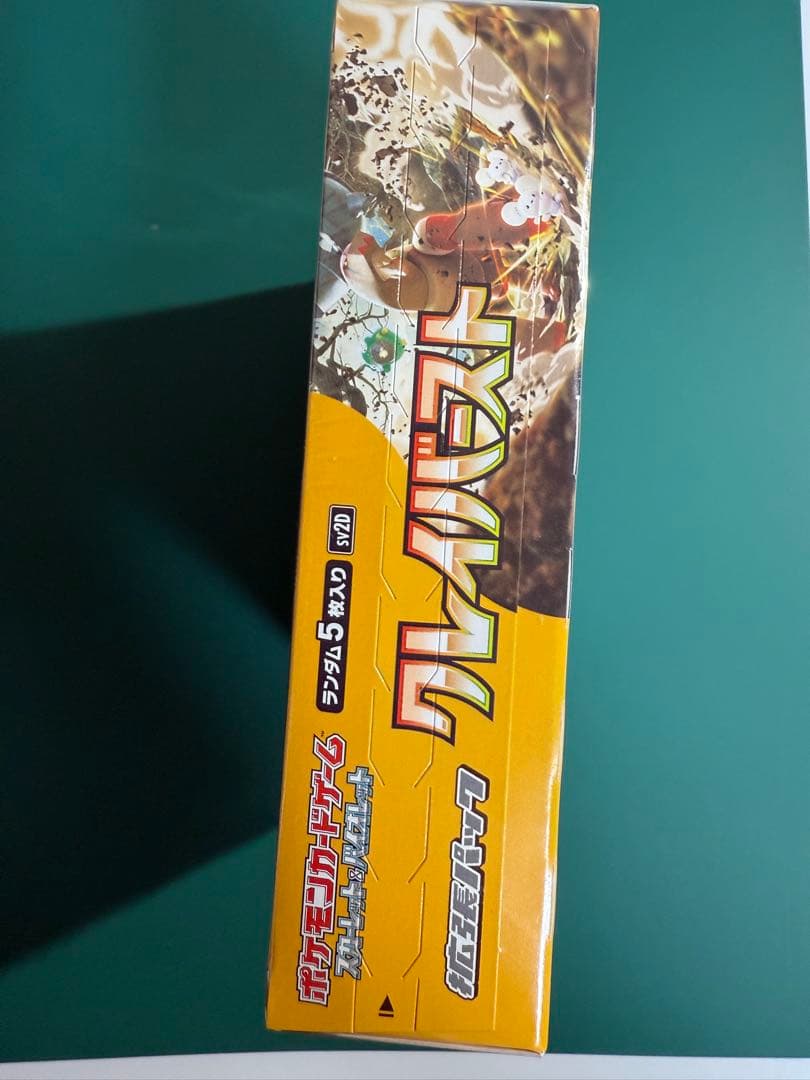 ポケモンカードゲーム™
スカーレット&バイオレット
ランダム5枚入り
sv2D
拡張パック
クレイバースト